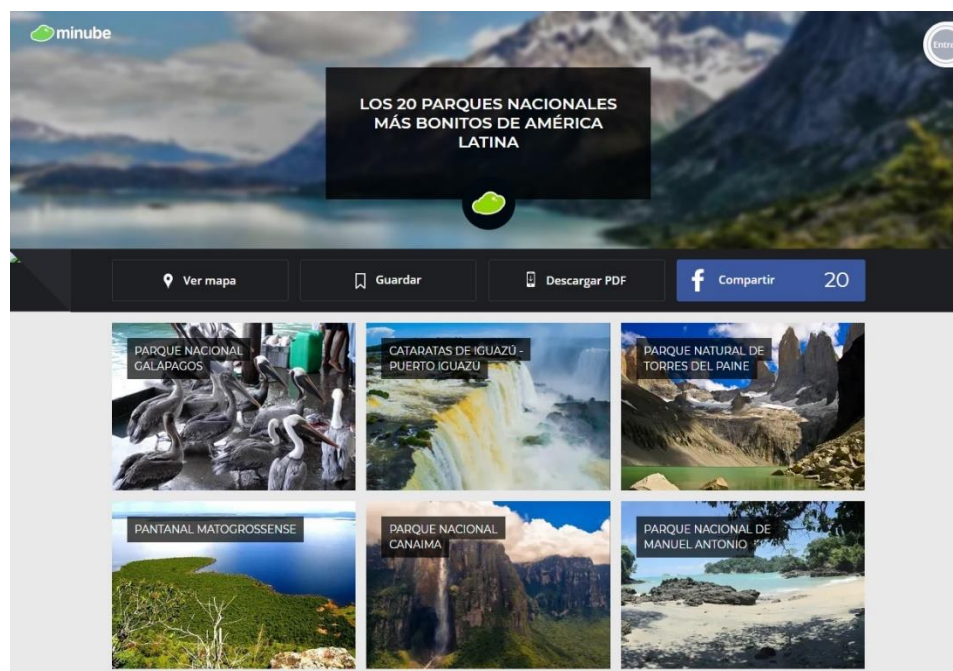 minube
Entra
LOS 20 PARQUES NACIONALES
MÁS BONITOS DE AMÉRICA
LATINA
Ver mapa
Guardar
Descargar PDF
f Compartir 20
PARQUE NACIONAL
GALÁPAGOS
CATARATAS DE IGUAZÚ -
PUERTO IGUAZÚ
PARQUE NATURAL DE
TORRES DEL PAINE
PANTANAL MATOGROSSENSE
PARQUE NACIONAL
CANAIMA
PARQUE NACIONAL DE
MANUEL ANTONIO